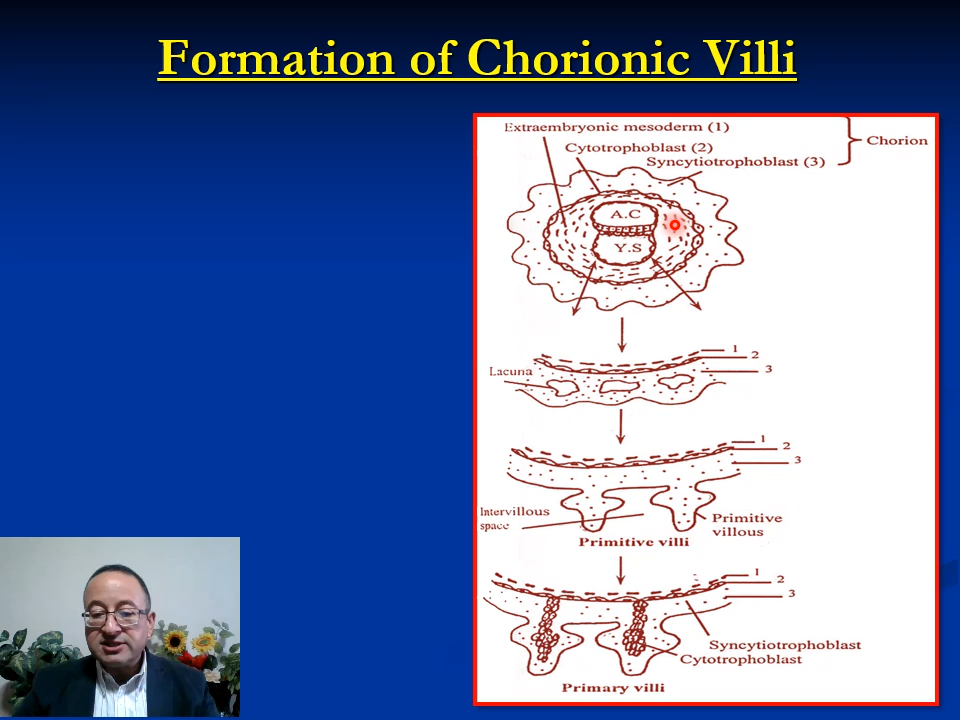 Formation of Chorionic Villi
Extraembryonic mesoderm (1)
Cytotrophoblast (2)
Syncytiotrophoblast (3)
Chorion
A.C
Y.S
1
2
3
Lacuna
1
2
3
Intervillous
space
Primitive
villous
Primitive villi
1
2
3
Syncytiotrophoblast
Cytotrophoblast
Primary villi